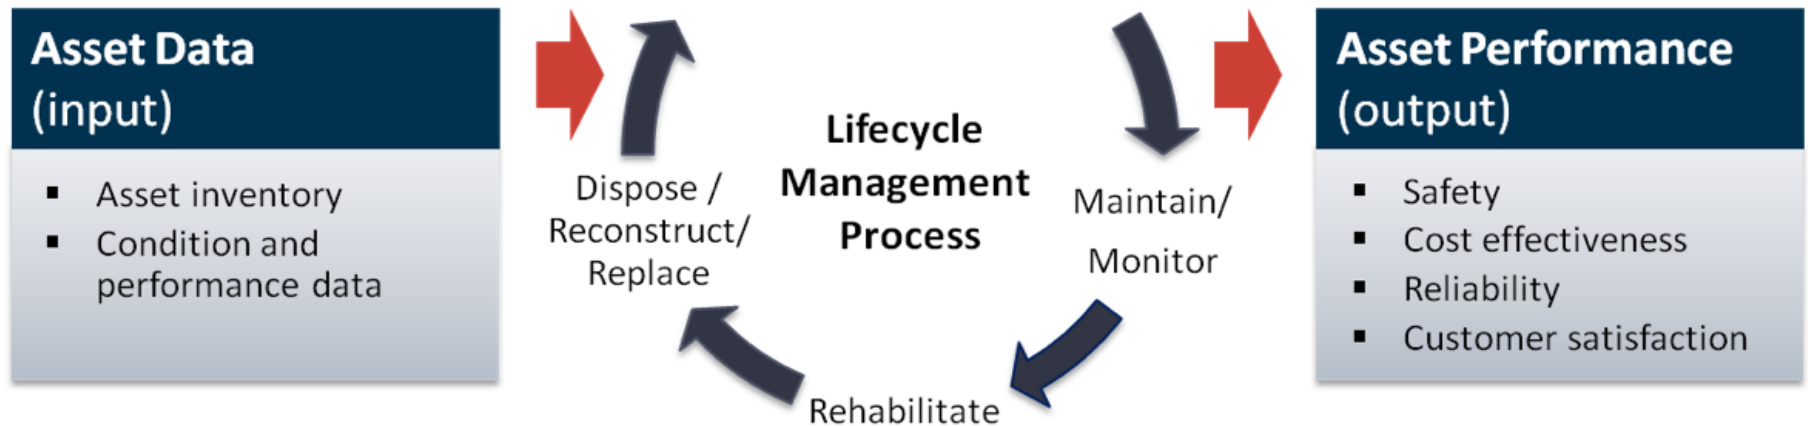 Asset Data
(input)
▪ Asset inventory
▪ Condition and
performance data
Lifecycle
Management
Process
Maintain/
Monitor
Rehabilitate
Dispose /
Reconstruct/
Replace
Asset Performance
(output)
▪ Safety
▪ Cost effectiveness
▪ Reliability
▪ Customer satisfaction